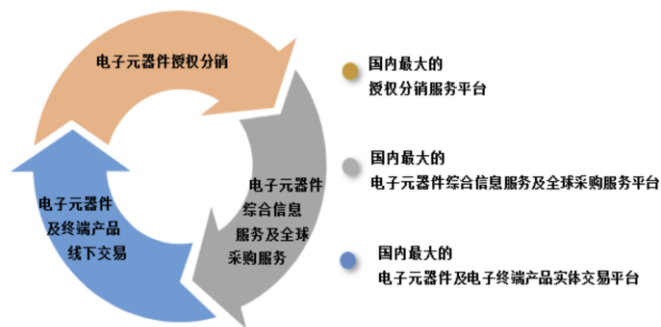 电子元器件授权分销
电子元器件
综合信息
服务及全球
采购服务
电子元器件
及终端产品
线下交易
国内最大的
授权分销服务平台
国内最大的
电子元器件综合信息服务及全球采购服务平台
国内最大的
电子元器件及电子终端产品实体交易平台